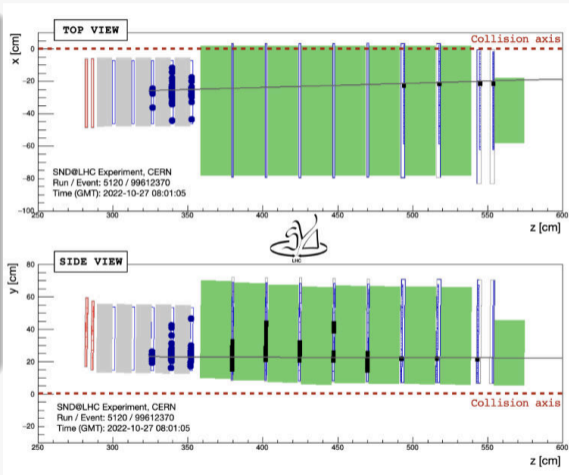 TOP VIEW
Collision axis
x [cm]
0
-20
-40
-60
-80
-100
SND@LHC Experiment, CERN
Run / Event: 5120 / 99612370
Time (GMT): 2022-10-27 08:01:05
250
300
350
400
450
500
550
600
z [cm]
LHC
SIDE VIEW
y [cm]
80
60
40
20
0
-20
Collision axis
SND@LHC Experiment, CERN
Run / Event: 5120 / 99612370
Time (GMT): 2022-10-27 08:01:05
250
300
350
400
450
500
550
600
z [cm]